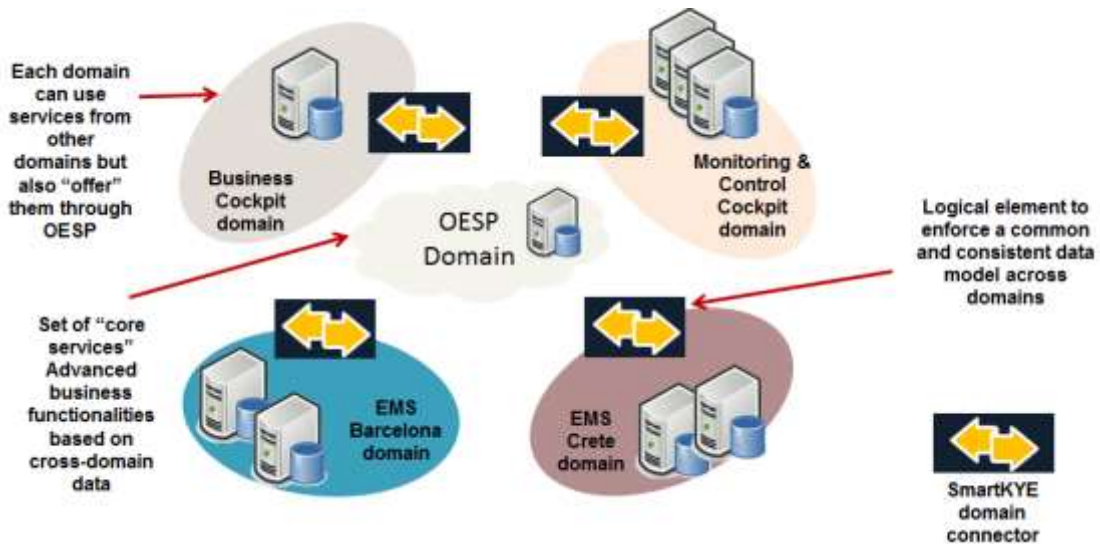 Each domain
can use
services from
other
domains but
also “offer”
them through
OESP
Business
Cockpit
domain
Monitoring &
Control
Cockpit
domain
OESP
Domain
Logical element to
enforce a common
and consistent data
model across
domains
Set of “core
services”
Advanced
business
functionalities
based on
cross-domain
data
EMS
Barcelona
domain
EMS
Crete
domain
SmartKYE
domain
connector